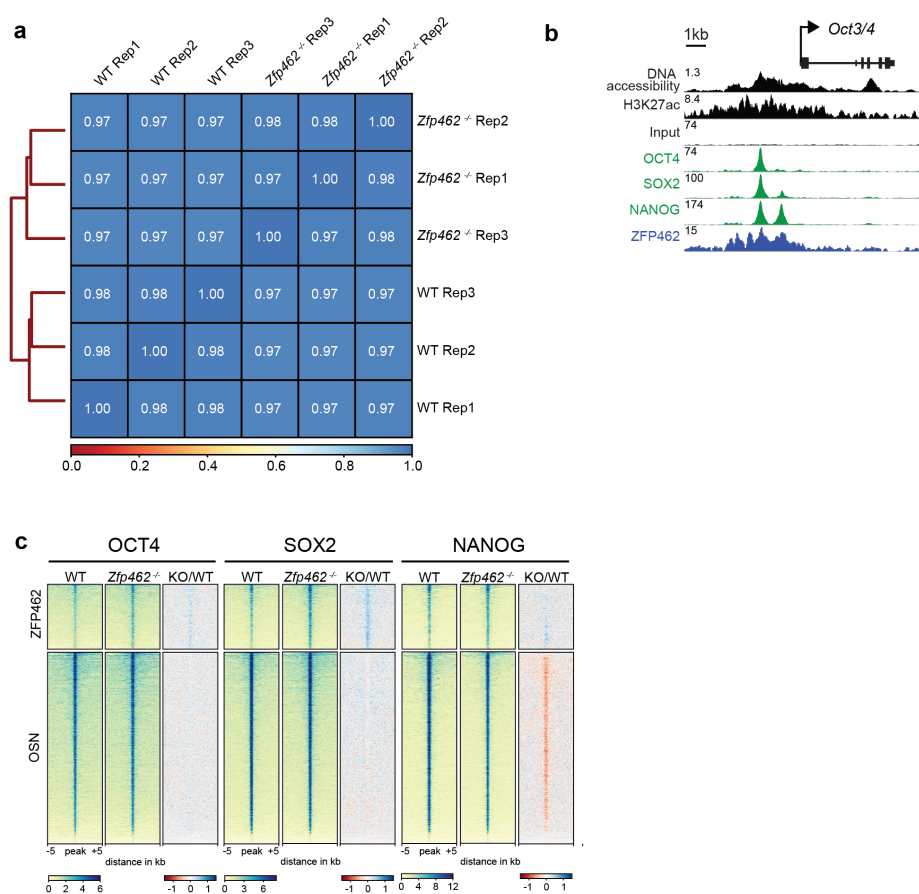 a
WT Rep1
WT Rep2
WT Rep3
Zfp462 -/- Rep3
Zfp462 -/- Rep1
Zfp462 -/- Rep2
0.97 0.97 0.97 0.98 0.98 1.00 Zfp462 -/- Rep2
0.97 0.97 0.97 0.97 1.00 0.98 Zfp462 -/- Rep1
0.97 0.97 0.97 1.00 0.97 0.98 Zfp462 -/- Rep3
0.98 0.98 1.00 0.97 0.97 0.97 WT Rep3
0.98 1.00 0.98 0.97 0.97 0.97 WT Rep2
1.00 0.98 0.98 0.97 0.97 0.97 WT Rep1
0.0 0.2 0.4 0.6 0.8 1.0
b
1kb
Oct3/4
DNA
accessibility 1.3
H3K27ac 8.4
Input 74
OCT4 74
SOX2 100
NANOG 174
ZFP462 15
c
OCT4 SOX2 NANOG
WT Zfp462 -/- KO/WT WT Zfp462 -/- KO/WT WT Zfp462 -/- KO/WT
ZFP462
OSN
-5 peak +5 -5 peak +5 -5 peak +5
distance in kb distance in kb distance in kb
0 2 4 6 -1 0 1 0 3 6 -1 0 1 0 4 8 12 -1 0 1